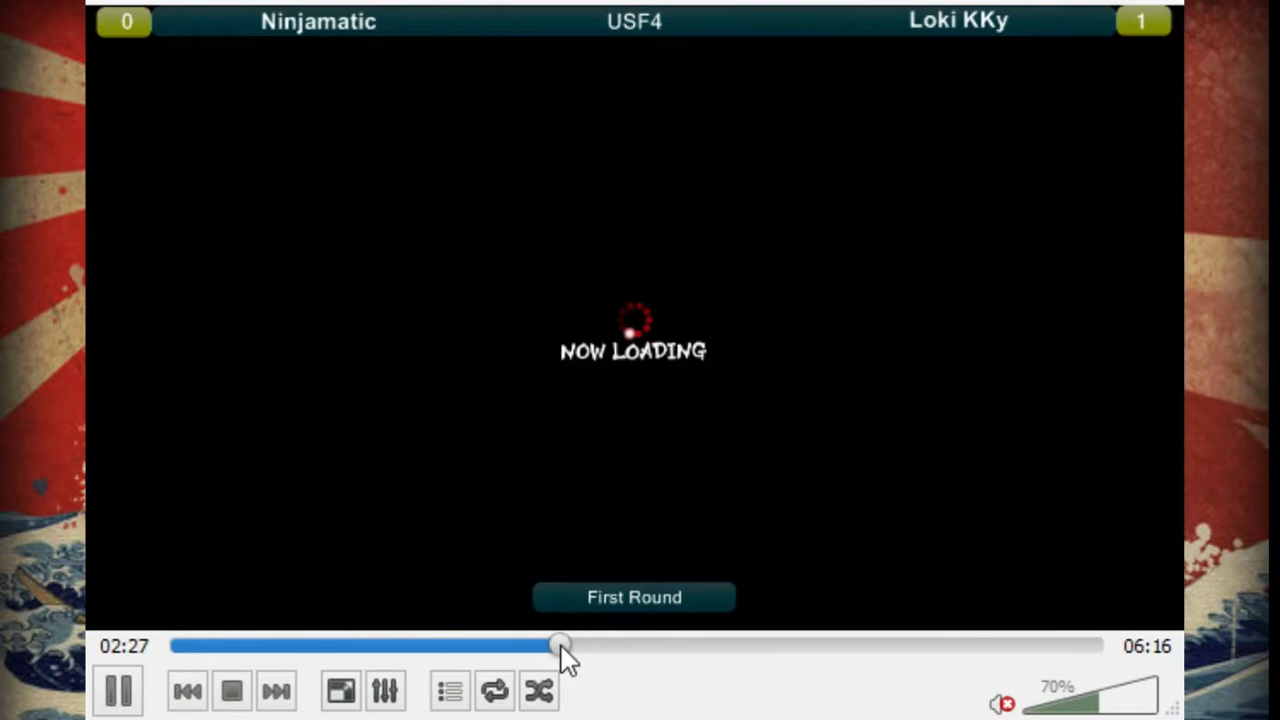 0 Ninjamatic USF4 Loki KKy 1
NOW LOADING
First Round
02:27 06:16
70%